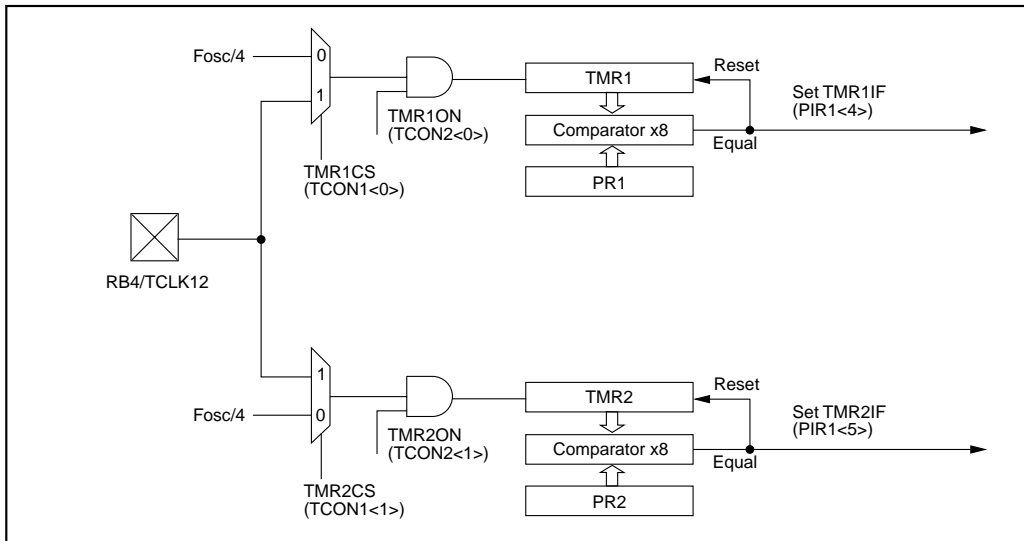 Fosc/4
0
1
TMR1CS
(TCON1<0>)
TMR1ON
(TCON2<0>)
TMR1
Comparator x8
PR1
Reset
Equal
Set TMR1IF
(PIR1<4>)
RB4/TCLK12
1
Fosc/4
0
TMR2CS
(TCON1<1>)
TMR2ON
(TCON2<1>)
TMR2
Comparator x8
PR2
Reset
Equal
Set TMR2IF
(PIR1<5>)